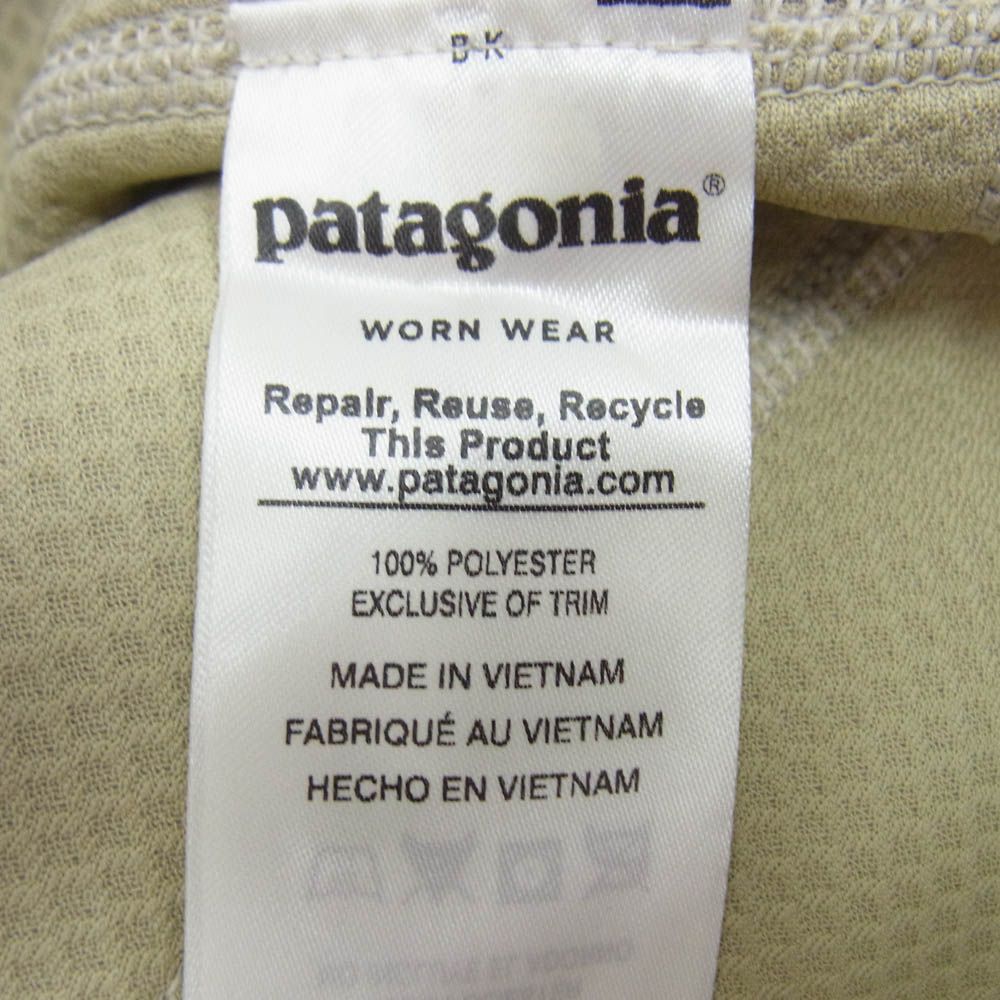 BK
patagonia®
WORN WEAR
Repair, Reuse, Recycle
This Product
www.patagonia.com
100% POLYESTER
EXCLUSIVE OF TRIM
MADE IN VIETNAM
FABRIQUÉ AU VIETNAM
HECHO EN VIETNAM